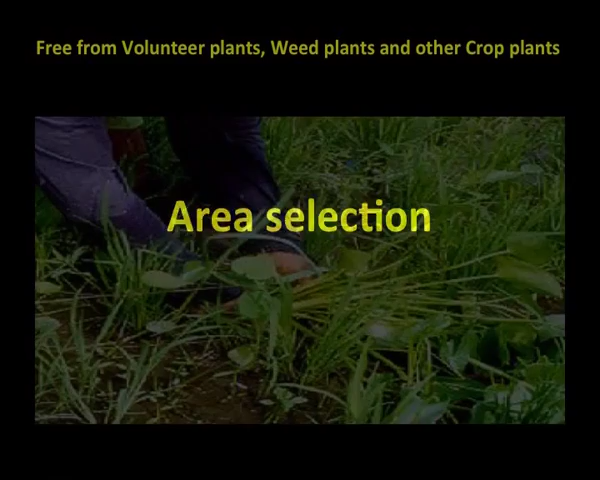 Free from Volunteer plants, Weed plants and other Crop plants
Area selection